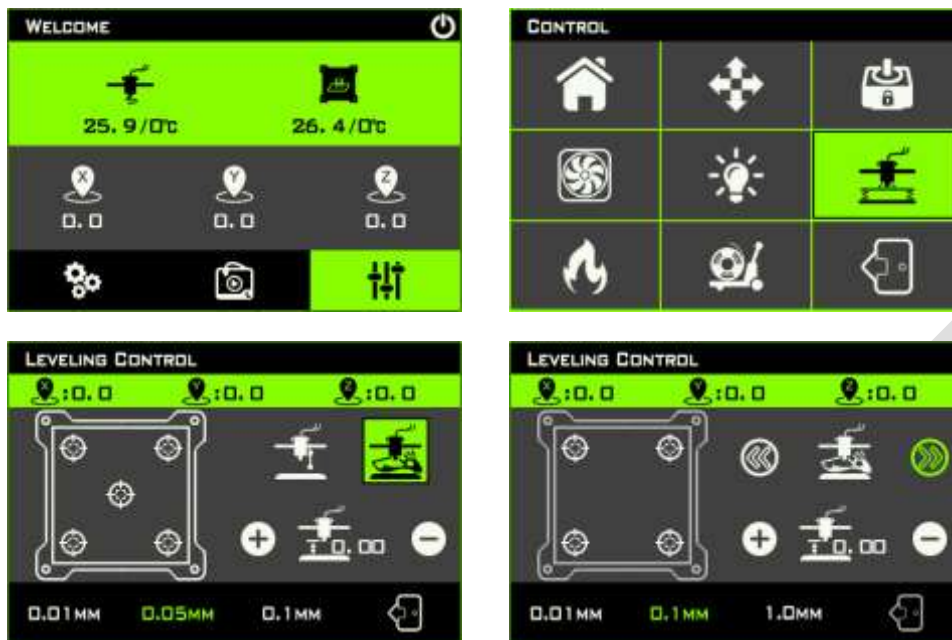 WELCOME
25.9/0℃ 26.4/0℃
X Y Z
0.0 0.0 0.0
CONTROL
LEVELING CONTROL
X:0.0 Y:0.0 Z:0.0
:0.00
0.01MM 0.05MM 0.1MM
LEVELING CONTROL
X:0.0 Y:0.0 Z:0.0
:0.00
0.01MM 0.1MM 1.0MM